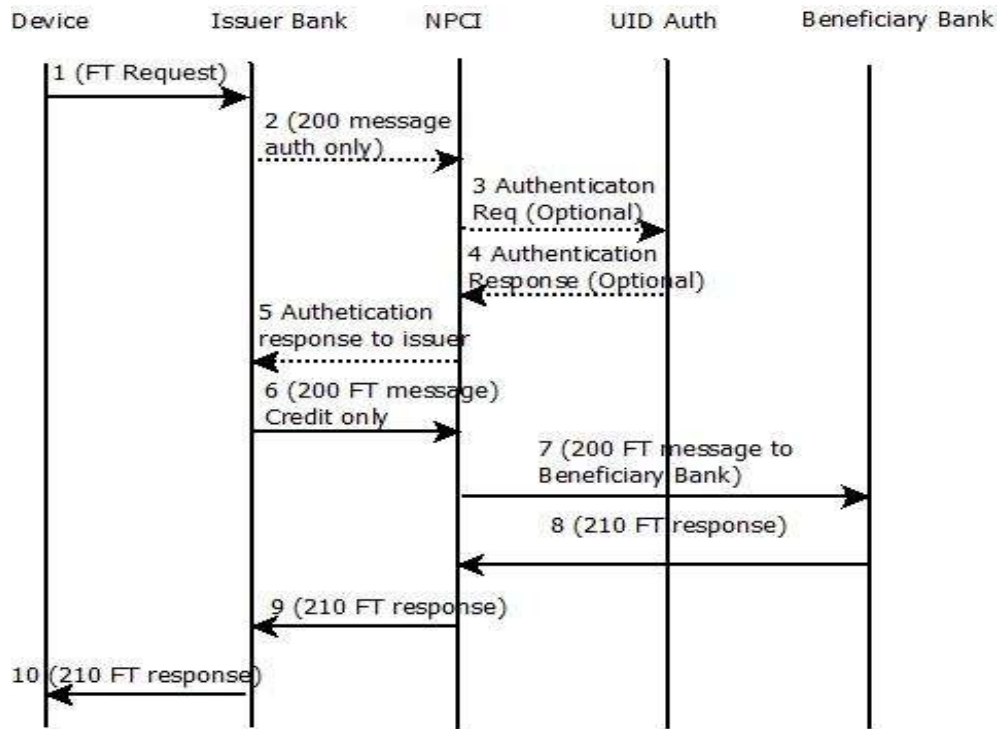 Device
Issuer Bank
NPCI
UID Auth
Beneficiary Bank
1 (FT Request)
2 (200 message
auth only)
3 Authenticaton
Req (Optional)
4 Authentication
Response (Optional)
5 Authetication
response to issuer
6 (200 FT message)
Credit only
7 (200 FT message to
Beneficiary Bank)
8 (210 FT response)
9 (210 FT response)
10 (210 FT response)